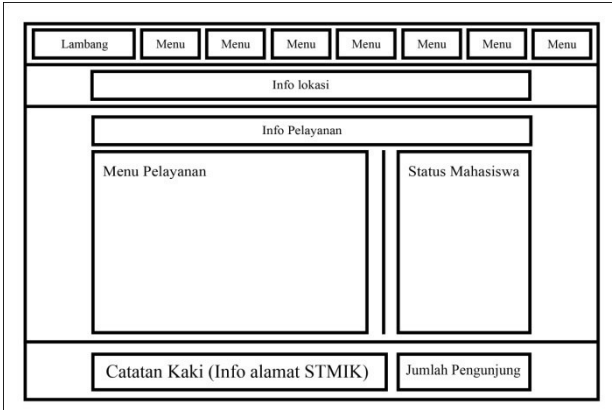 Lambang Menu Menu Menu Menu Menu Menu Menu
Info lokasi
Info Pelayanan
Menu Pelayanan
Status Mahasiswa
Catatan Kaki (Info alamat STMIK)
Jumlah Pengunjung